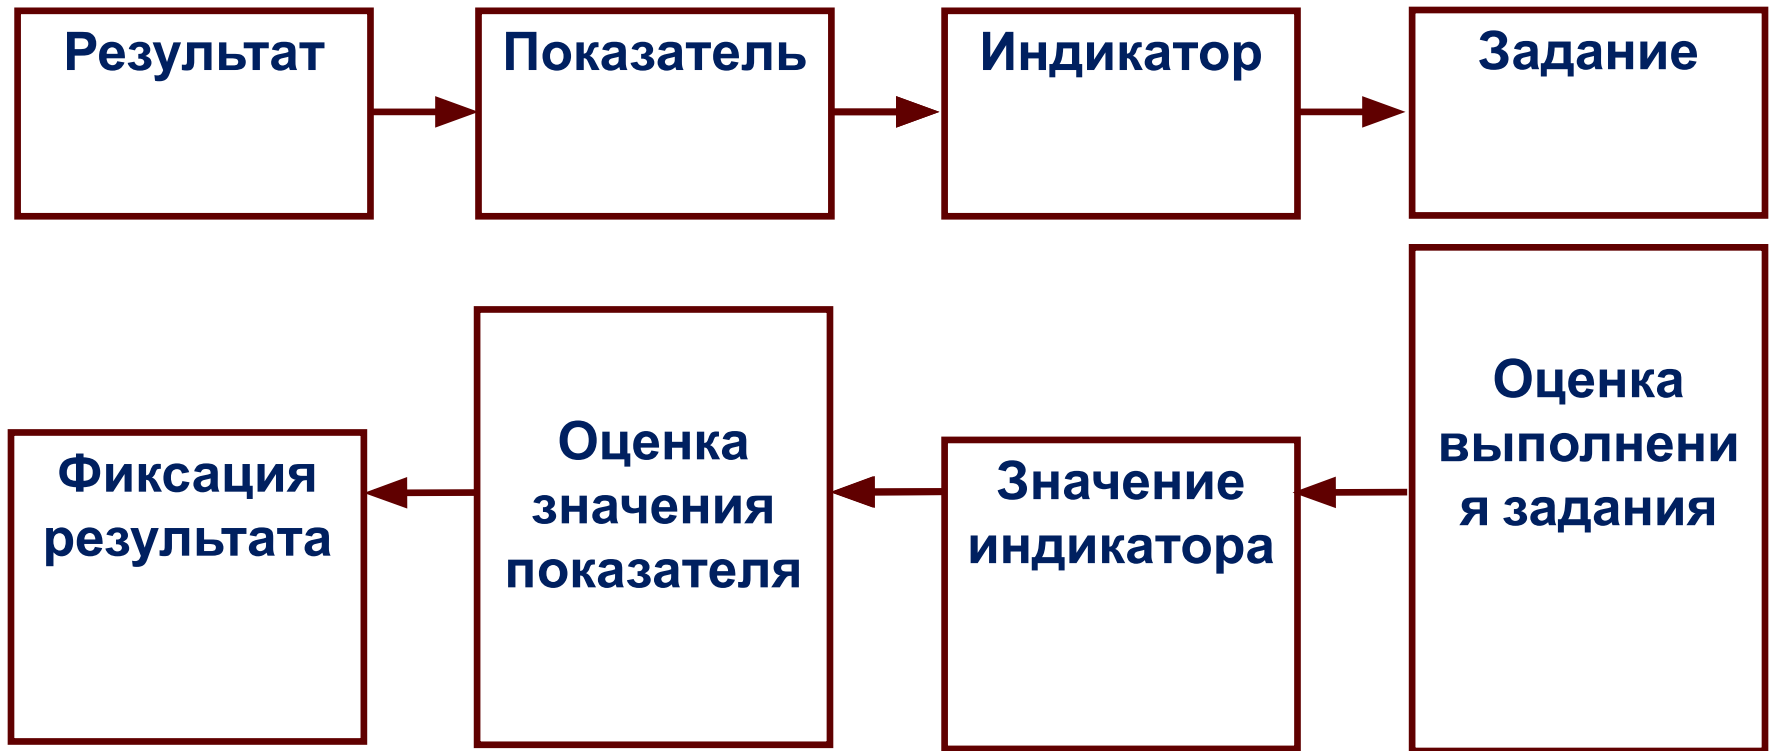 Результат
Показатель
Индикатор
Задание
Фиксация
результата
Оценка
значения
показателя
Значение
индикатора
Оценка
выполнени
я задания